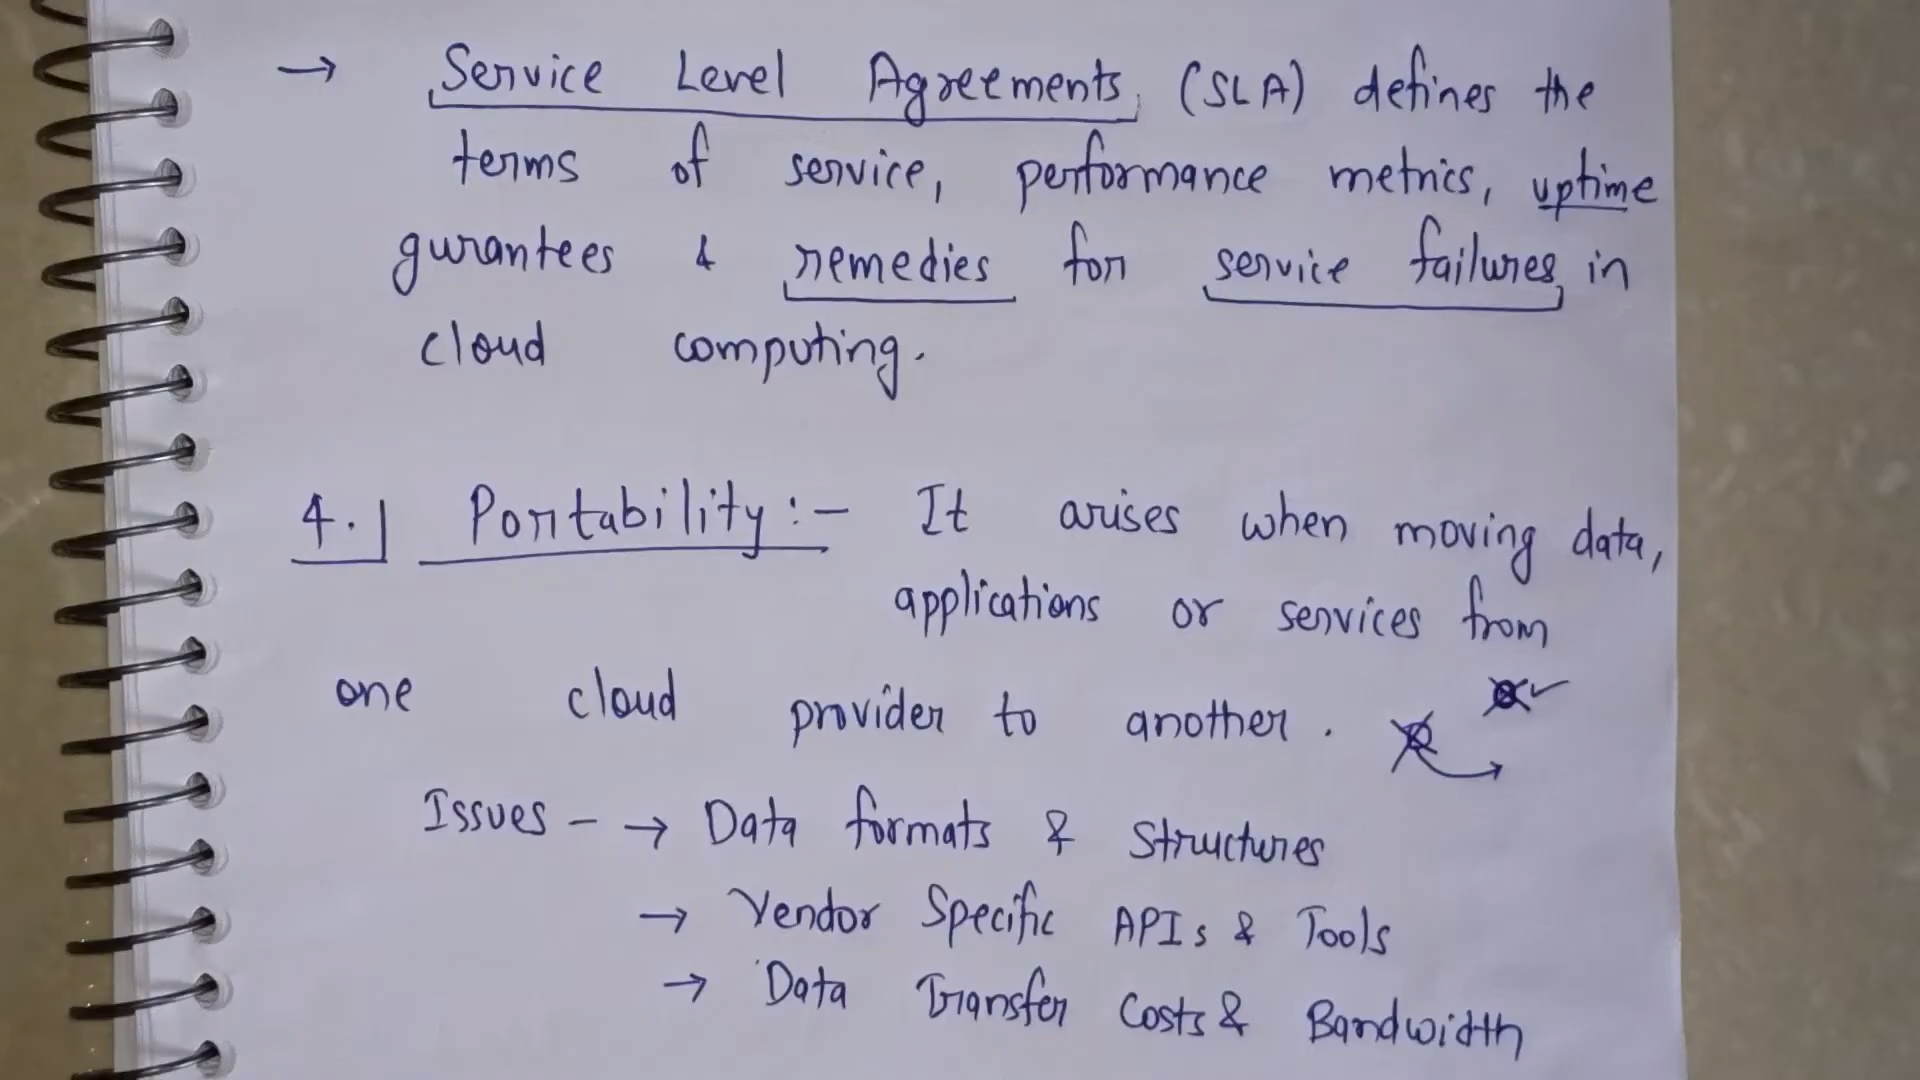 → Service Level Agreements (SLA) defines the
terms of service, performance metrics, uptime
gurantees & remedies for service failures in
cloud computing.
4.] Portability :- It arises when moving data,
applications or services from
one cloud provider to another.
Issues - → Data formats & Structures
→ Vendor Specific APIs & Tools
→ Data Transfer Costs & Bandwidth